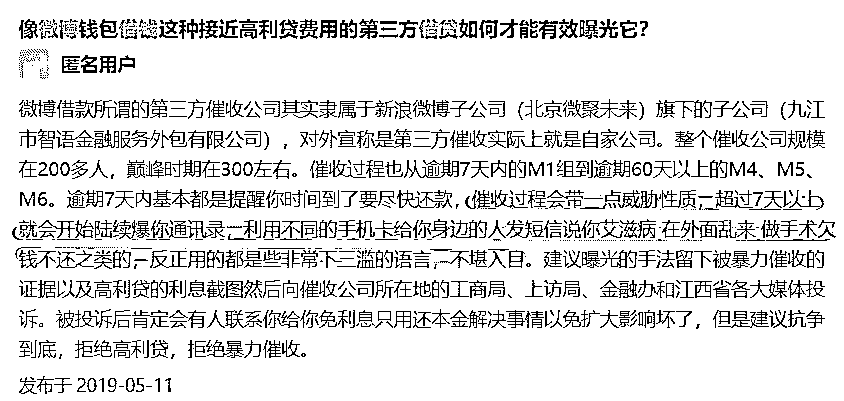 像微博钱包借钱这种接近高利贷费用的第三方借贷如何才能有效曝光它?
匿名用户
微博借款所谓的第三方催收公司其实隶属于新浪微博子公司(北京微聚未来)旗下的子公司(九江
市智语金融服务外包有限公司),对外宣称是第三方催收实际上就是自家公司。整个催收公司规模
在200多人,巅峰时期在300左右。催收过程也从逾期7天内的M1组到逾期60天以上的M4、M5、
M6。逾期7天内基本都是提醒你时间到了要尽快还款,催收过程会带一点威胁性质,超过7天以上
就会开始陆续爆你通讯录,利用不同的手机卡给你身边的人发短信说你艾滋病 在外面乱来 做手术欠
钱不还之类的,反正用的都是些非常下三滥的语言,不堪入目。建议曝光的手法留下被暴力催收的
证据以及高利贷的利息截图然后向催收公司所在地的工商局、上访局、金融办和江西省各大媒体投
诉。被投诉后肯定会有人联系你给你免利息只用还本金解决事情以免扩大影响坏了,但是建议抗争
到底,拒绝高利贷,拒绝暴力催收。
发布于 2019-05-11